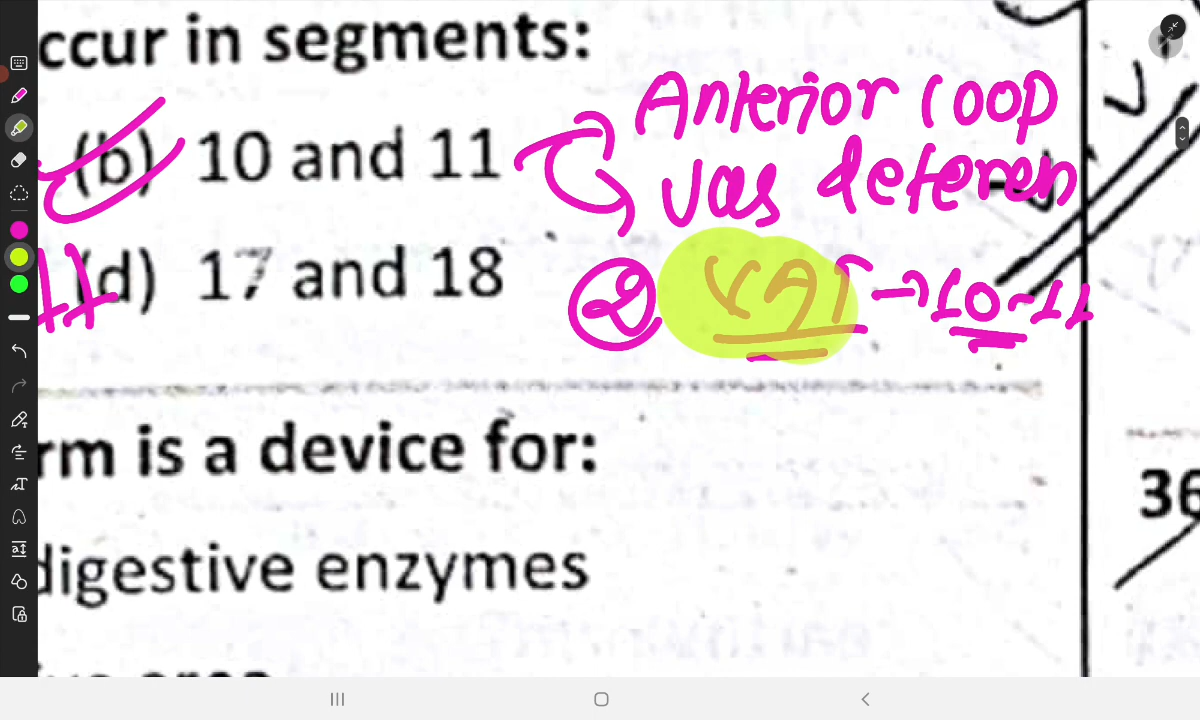 ccur in segments:
Anterior loop
(b) 10 and 11
vas deferen
(d) 17 and 18
② →10-11
rm is a device for:
36
digestive enzymes